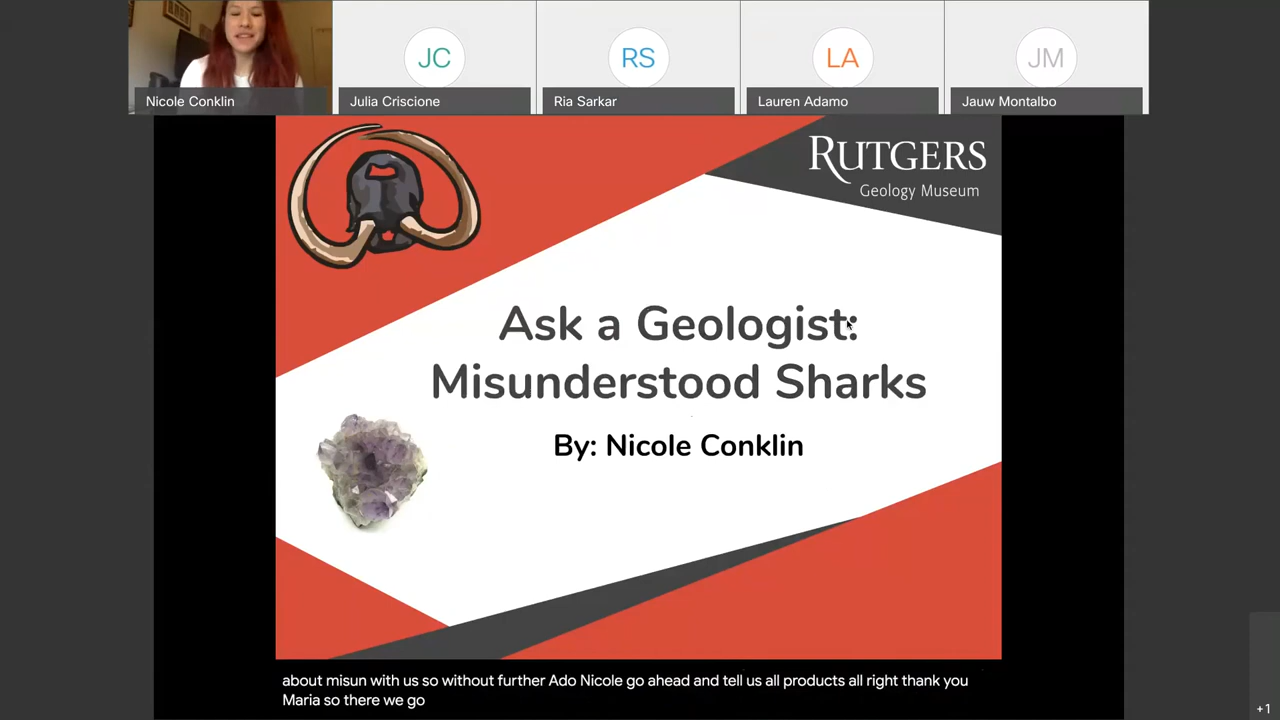 JC
RS
LA
JM
Nicole Conklin
Julia Criscione
Ria Sarkar
Lauren Adamo
Jauw Montalbo
RUTGERS
Geology Museum
Ask a Geologist:
Misunderstood Sharks
By: Nicole Conklin
about misun with us so without further Ado Nicole go ahead and tell us all products all right thank you
Maria so there we go
+1